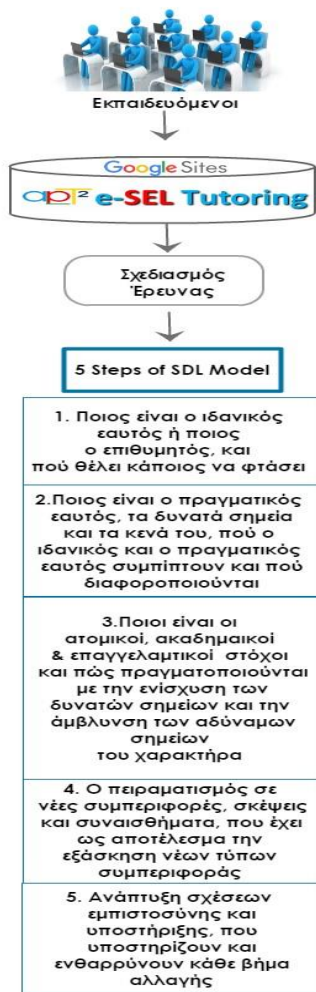 Εκπαιδευόμενοι
Google Sites
apT² e-SEL Tutoring
Σχεδιασμός
Έρευνας
5 Steps of SDL Model
1. Ποιος είναι ο ιδανικός
εαυτός ή ποιος
ο επιθυμητός, και
πού θέλει κάποιος να φτάσει
2.Ποιος είναι ο πραγματικός
εαυτός, τα δυνατά σημεία
και τα κενά του, πού ο
ιδανικός και ο πραγματικός
εαυτός συμπίπτουν και πού
διαφοροποιούνται
3.Ποιοι είναι οι
ατομικοί, ακαδημαικοί
& επαγγελαμτικοί στόχοι
και πώς πραγματοποιούνται
με την ενίσχυση των
δυνατών σημείων και την
άμβλυνση των αδύναμων
σημείων
του χαρακτήρα
4. Ο πειραματισμός σε
νέες συμπεριφορές, σκέψεις
και συναισθήματα, που έχει
ως αποτέλεσμα την
εξάσκηση νέων τύπων
συμπεριφοράς
5. Ανάπτυξη σχέσεων
εμπιστοσύνης και
υποστήριξης, που
υποστηρίζουν και
ενθαρρύνουν κάθε βήμα
αλλαγής